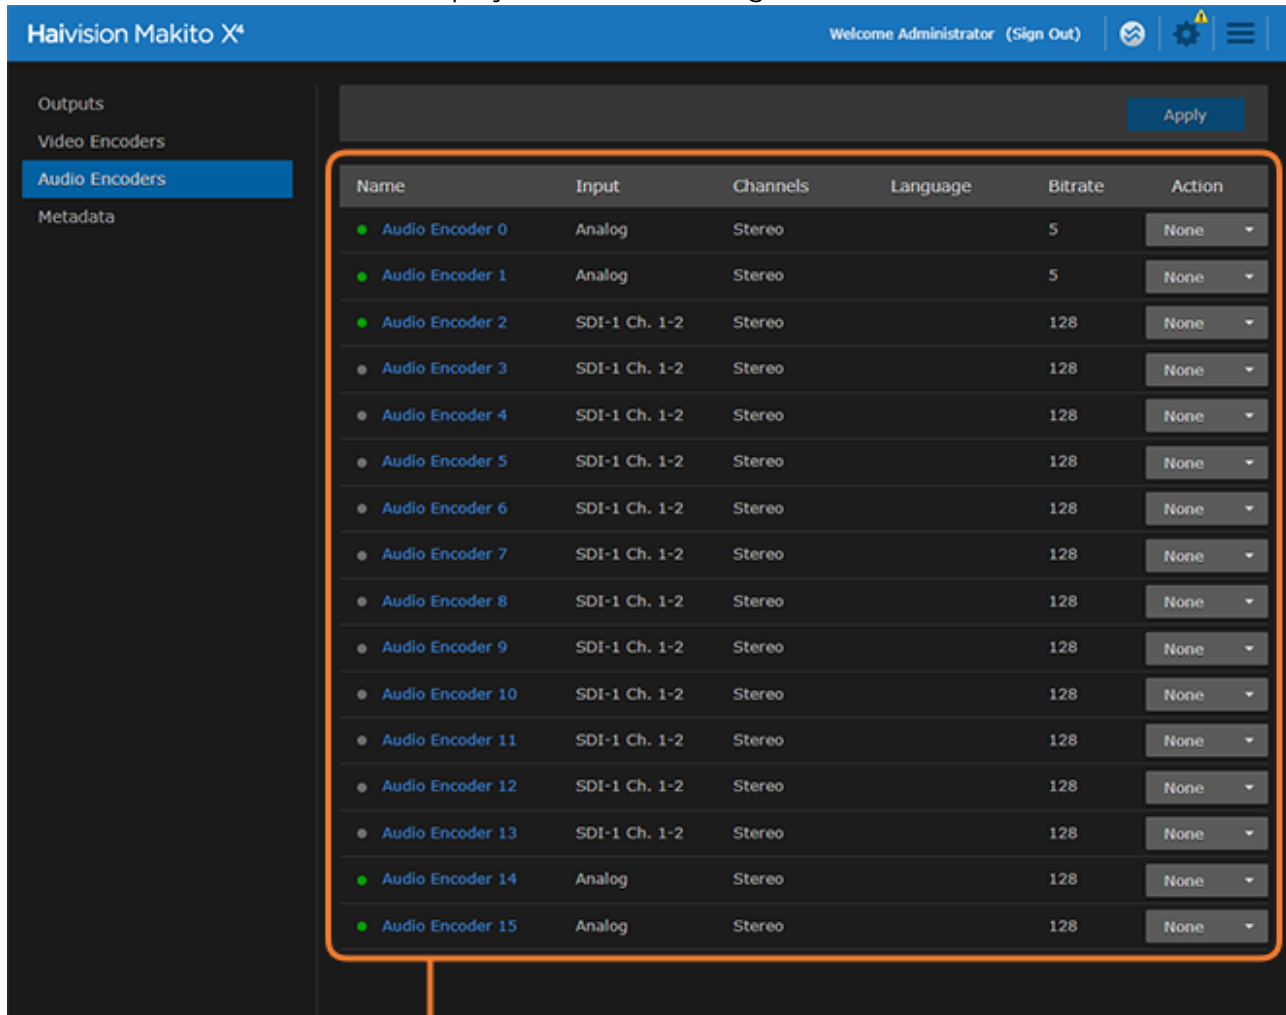 Haivision Makito X⁴
Welcome Administrator (Sign Out)
Outputs
Video Encoders
Audio Encoders
Metadata
Apply
Name Input Channels Language Bitrate Action
Audio Encoder 0 Analog Stereo 5 None
Audio Encoder 1 Analog Stereo 5 None
Audio Encoder 2 SDI-1 Ch. 1-2 Stereo 128 None
Audio Encoder 3 SDI-1 Ch. 1-2 Stereo 128 None
Audio Encoder 4 SDI-1 Ch. 1-2 Stereo 128 None
Audio Encoder 5 SDI-1 Ch. 1-2 Stereo 128 None
Audio Encoder 6 SDI-1 Ch. 1-2 Stereo 128 None
Audio Encoder 7 SDI-1 Ch. 1-2 Stereo 128 None
Audio Encoder 8 SDI-1 Ch. 1-2 Stereo 128 None
Audio Encoder 9 SDI-1 Ch. 1-2 Stereo 128 None
Audio Encoder 10 SDI-1 Ch. 1-2 Stereo 128 None
Audio Encoder 11 SDI-1 Ch. 1-2 Stereo 128 None
Audio Encoder 12 SDI-1 Ch. 1-2 Stereo 128 None
Audio Encoder 13 SDI-1 Ch. 1-2 Stereo 128 None
Audio Encoder 14 Analog Stereo 128 None
Audio Encoder 15 Analog Stereo 128 None